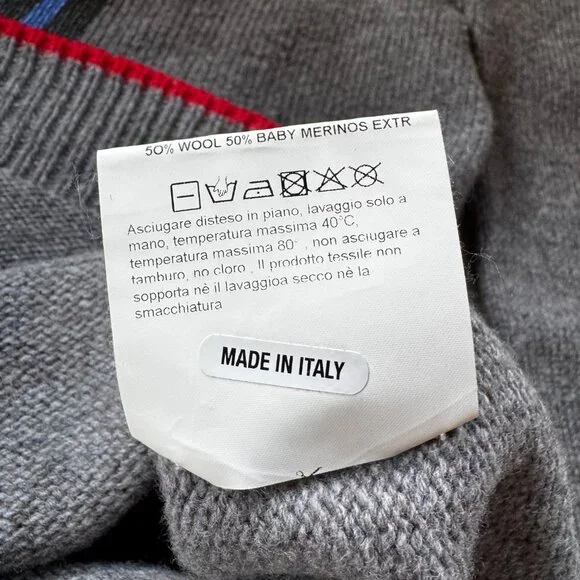 50% WOOL 50% BABY MERINOS EXTR
Asciugare disteso in piano, lavaggio solo a
mano, temperatura massima 40°C,
temperatura massima 80° , non asciugare a
tamburo, no cloro , Il prodotto tessile non
sopporta nè il lavaggioa secco nè la
smacchiatura
MADE IN ITALY